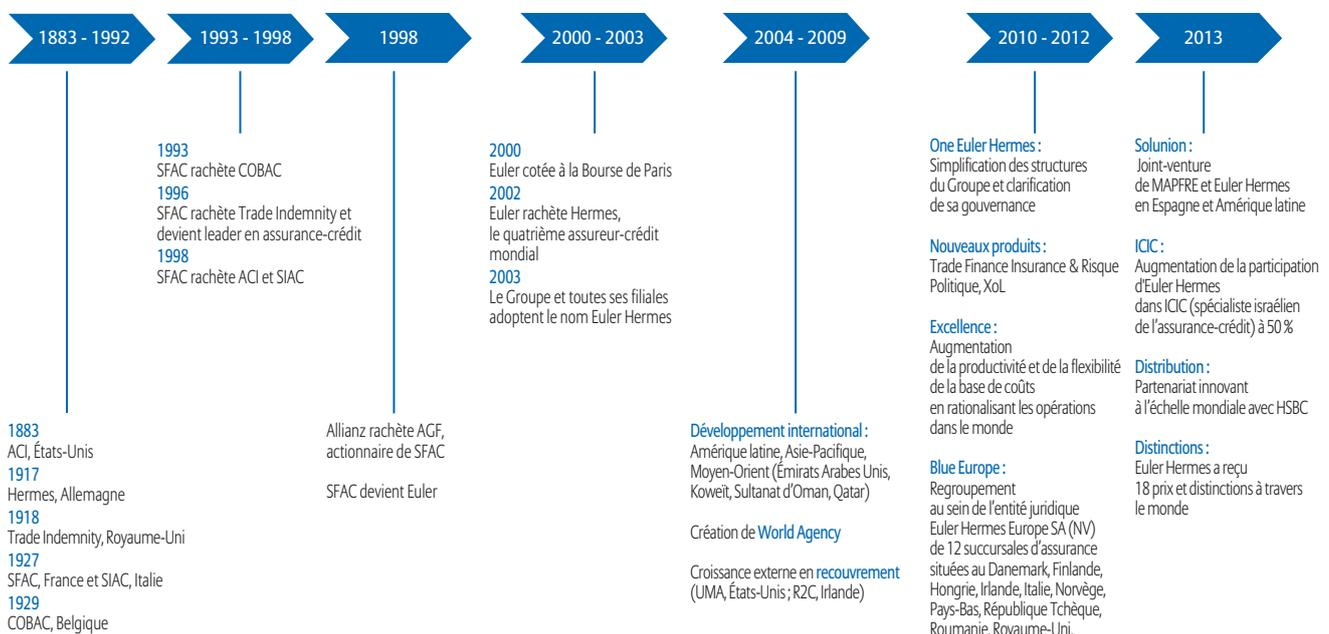 1883 - 1992
1993 - 1998
1998
2000 - 2003
2004 - 2009
2010 - 2012
2013
1883
ACI, États-Unis
1917
Hermes, Allemagne
1918
Trade Indemnity, Royaume-Uni
1927
SFAC, France et SIAC, Italie
1929
COBAC, Belgique
1993
SFAC rachète COBAC
1996
SFAC rachète Trade Indemnity et
devient leader en assurance-crédit
1998
SFAC rachète ACI et SIAC
Allianz rachète AGF,
actionnaire de SFAC
SFAC devient Euler
2000
Euler cotée à la Bourse de Paris
2002
Euler rachète Hermes,
le quatrième assureur-crédit
mondial
2003
Le Groupe et toutes ses filiales
adoptent le nom Euler Hermes
Développement international :
Amérique latine, Asie-Pacifique,
Moyen-Orient (Émirats Arabes Unis,
Koweït, Sultanat d'Oman, Qatar)
Création de World Agency
Croissance externe en recouvrement
(UMA, États-Unis ; R2C, Irlande)
One Euler Hermes :
Simplification des structures
du Groupe et clarification
de sa gouvernance
Nouveaux produits :
Trade Finance Insurance & Risque
Politique, XoL
Excellence :
Augmentation
de la productivité et de la flexibilité
de la base de coûts
en rationalisant les opérations
dans le monde
Blue Europe :
Regroupement
au sein de l'entité juridique
Euler Hermes Europe SA (NV)
de 12 succursales d'assurance
situées au Danemark, Finlande,
Hongrie, Irlande, Italie, Norvège,
Pays-Bas, République Tchèque,
Roumanie, Royaume-Uni,
Solunion :
Joint-venture
de MAPFRE et Euler Hermes
en Espagne et Amérique latine
ICIC :
Augmentation de la participation
d'Euler Hermes
dans ICIC (spécialiste israélien
de l'assurance-crédit) à 50 %
Distribution :
Partenariat innovant
à l'échelle mondiale avec HSBC
Distinctions :
Euler Hermes a reçu
18 prix et distinctions à travers
le monde